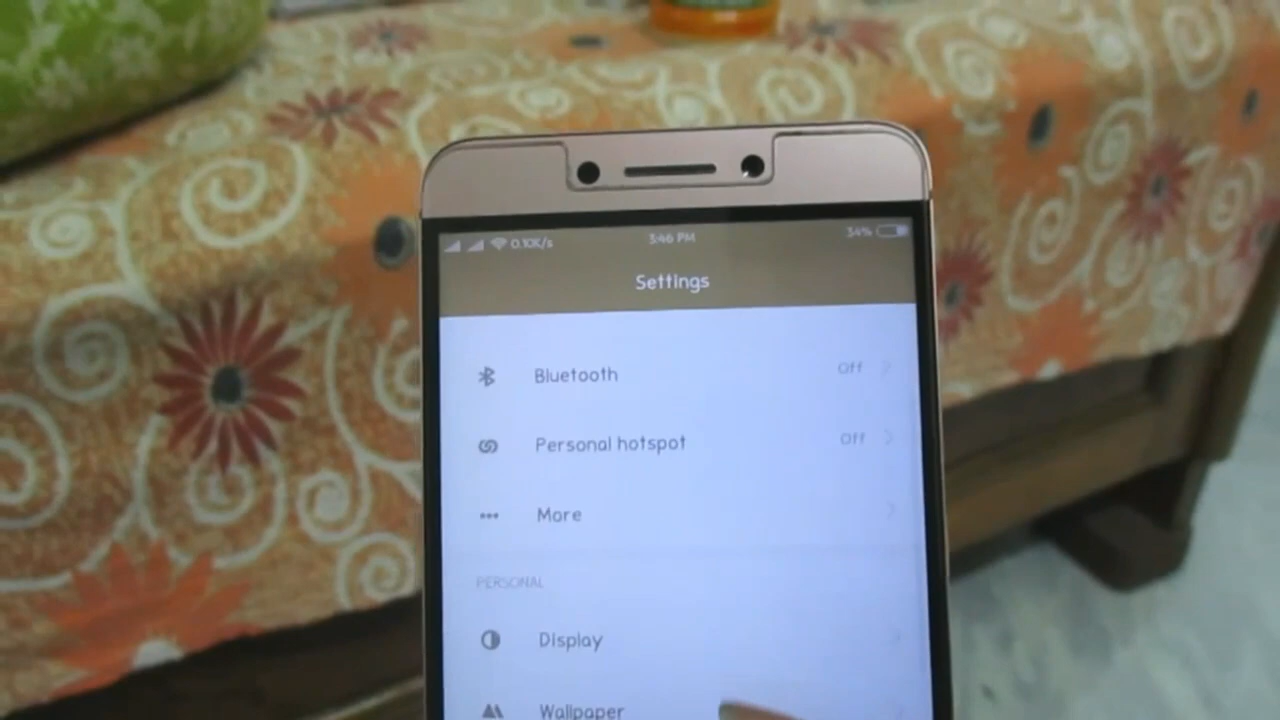 0.10K/s 3:46 PM 34%
Settings
Bluetooth Off
Personal hotspot Off
More
PERSONAL
Display
Wallpaper